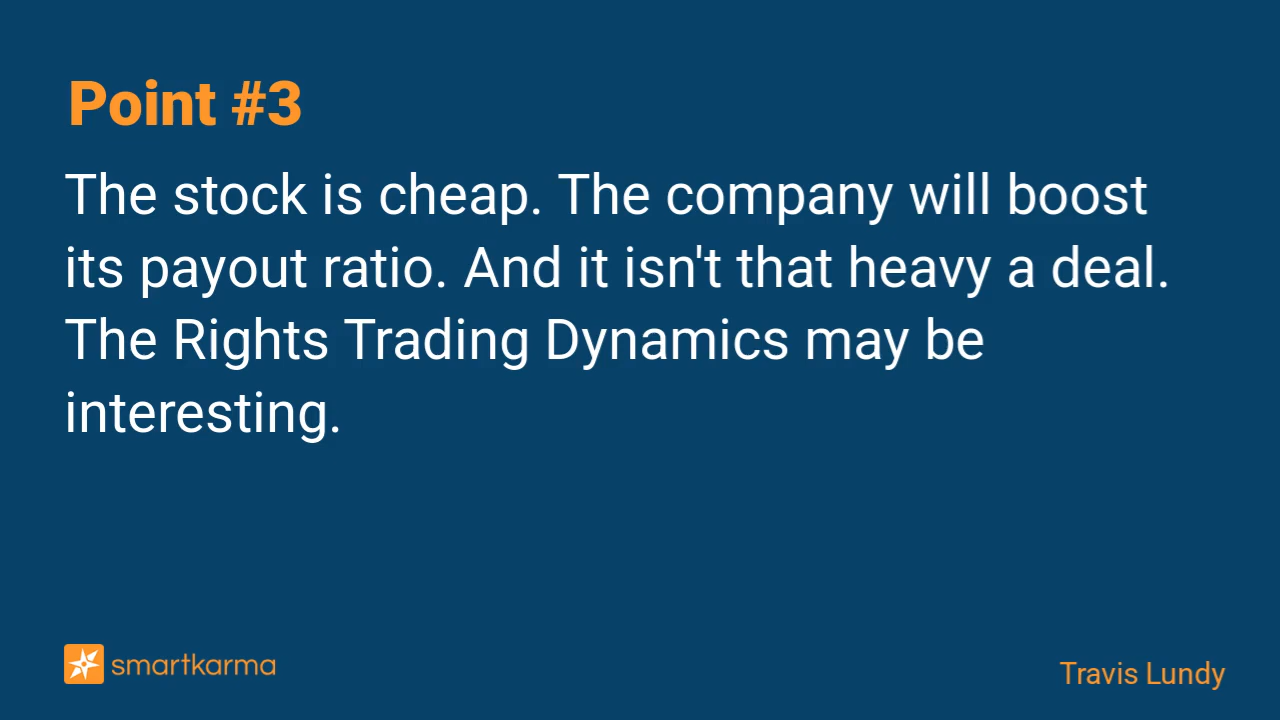 Point #3
The stock is cheap. The company will boost
its payout ratio. And it isn't that heavy a deal.
The Rights Trading Dynamics may be
interesting.
smartkarma
Travis Lundy